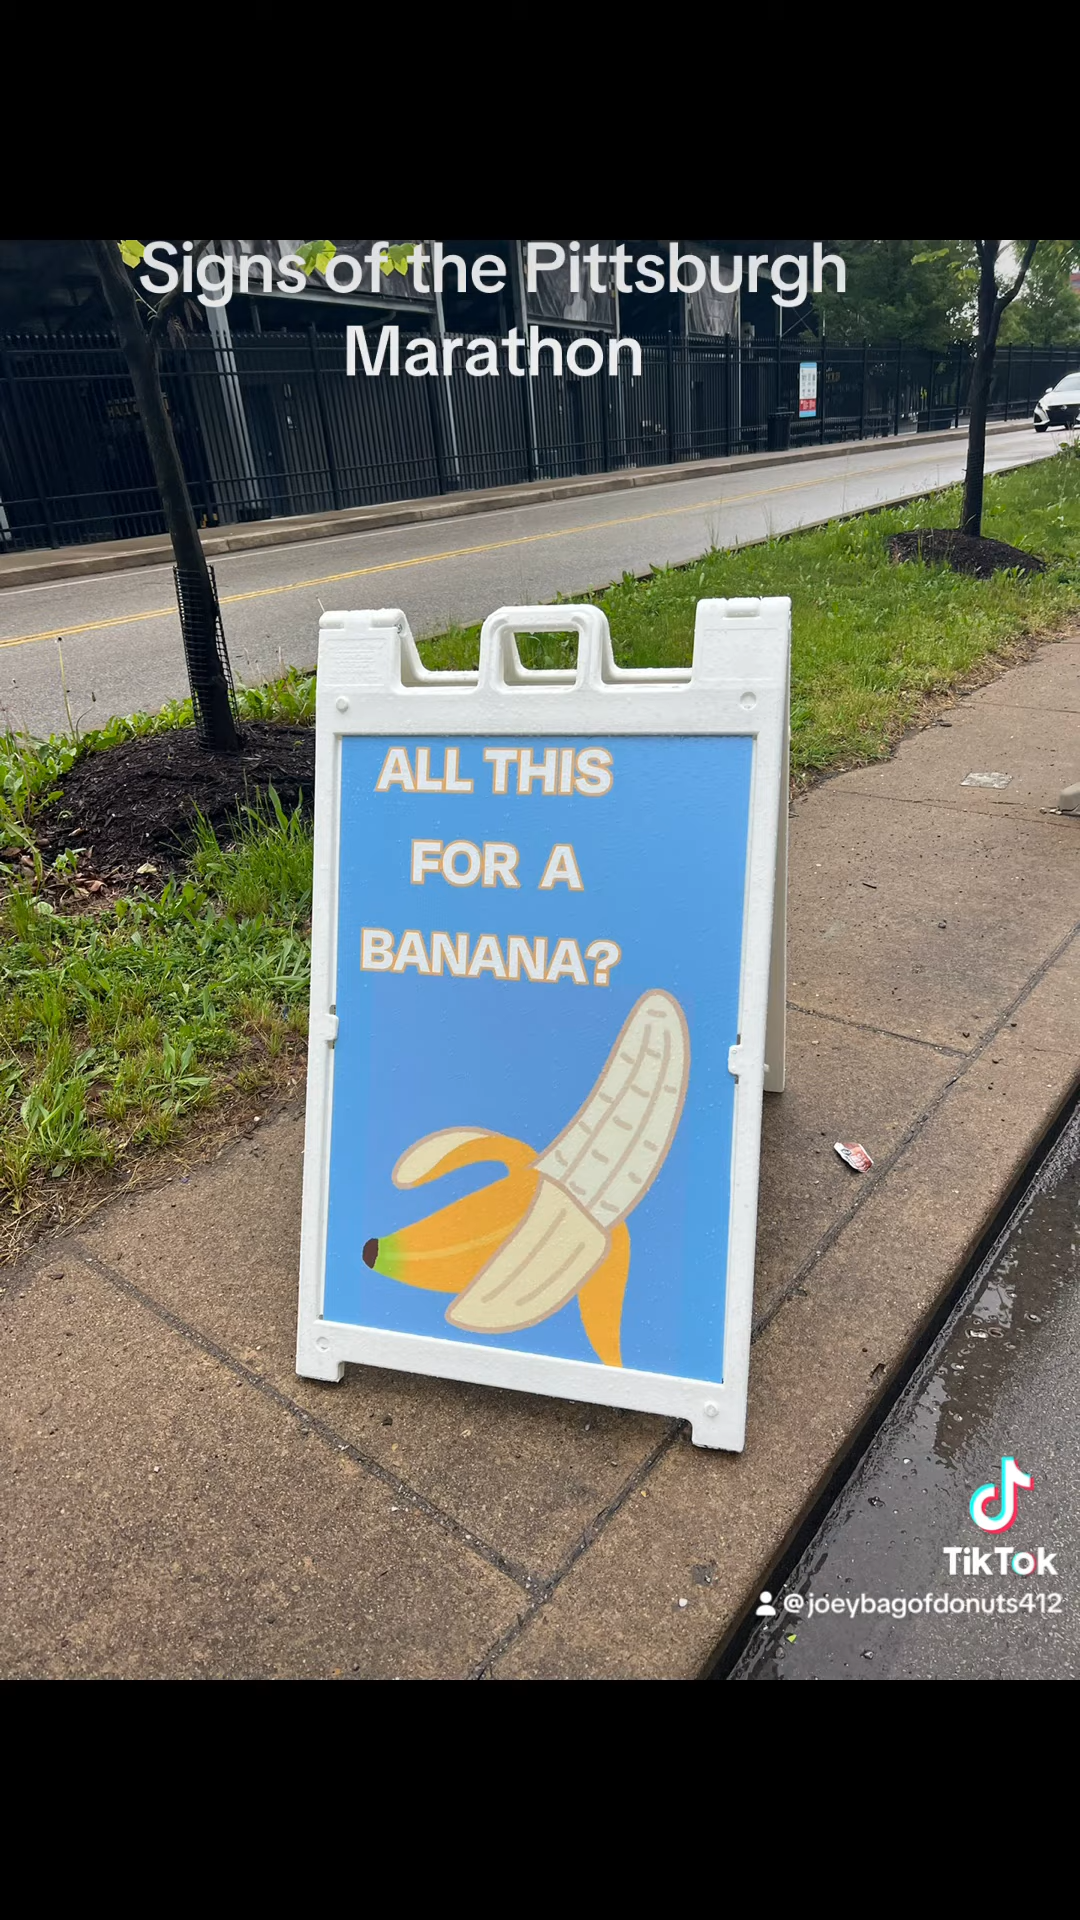 Signs of the Pittsburgh
Marathon
ALL THIS
FOR A
BANANA?
TikTok
@joeybagofdonuts412